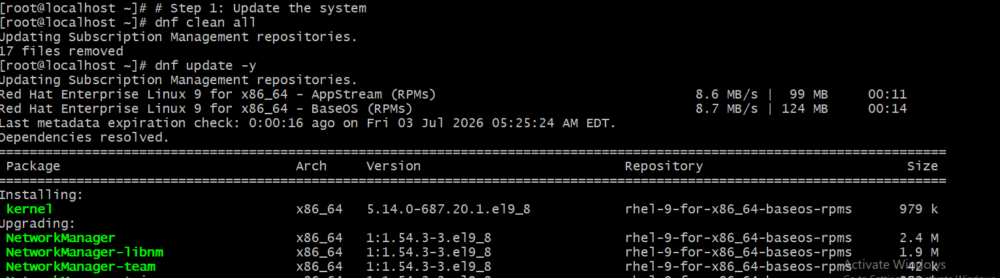 [root@localhost ~]# # Step 1: Update the system
[root@localhost ~]# dnf clean all
Updating Subscription Management repositories.
17 files removed
[root@localhost ~]# dnf update -y
Updating Subscription Management repositories.
Red Hat Enterprise Linux 9 for x86_64 - AppStream (RPMs) 8.6 MB/s | 99 MB 00:11
Red Hat Enterprise Linux 9 for x86_64 - BaseOS (RPMs) 8.7 MB/s | 124 MB 00:14
Last metadata expiration check: 0:00:16 ago on Fri 03 Jul 2026 05:25:24 AM EDT.
Dependencies resolved.
Package Arch Version Repository Size
Installing:
kernel x86_64 5.14.0-687.20.1.el9_8 rhel-9-for-x86_64-baseos-rpms 979 k
Upgrading:
NetworkManager x86_64 1:1.54.3-3.el9_8 rhel-9-for-x86_64-baseos-rpms 2.4 M
NetworkManager-libnm x86_64 1:1.54.3-3.el9_8 rhel-9-for-x86_64-baseos-rpms 1.9 M
NetworkManager-team x86_64 1:1.54.3-3.el9_8 rhel-9-for-x86_64-baseos-rpms 42 k
Activate Windows